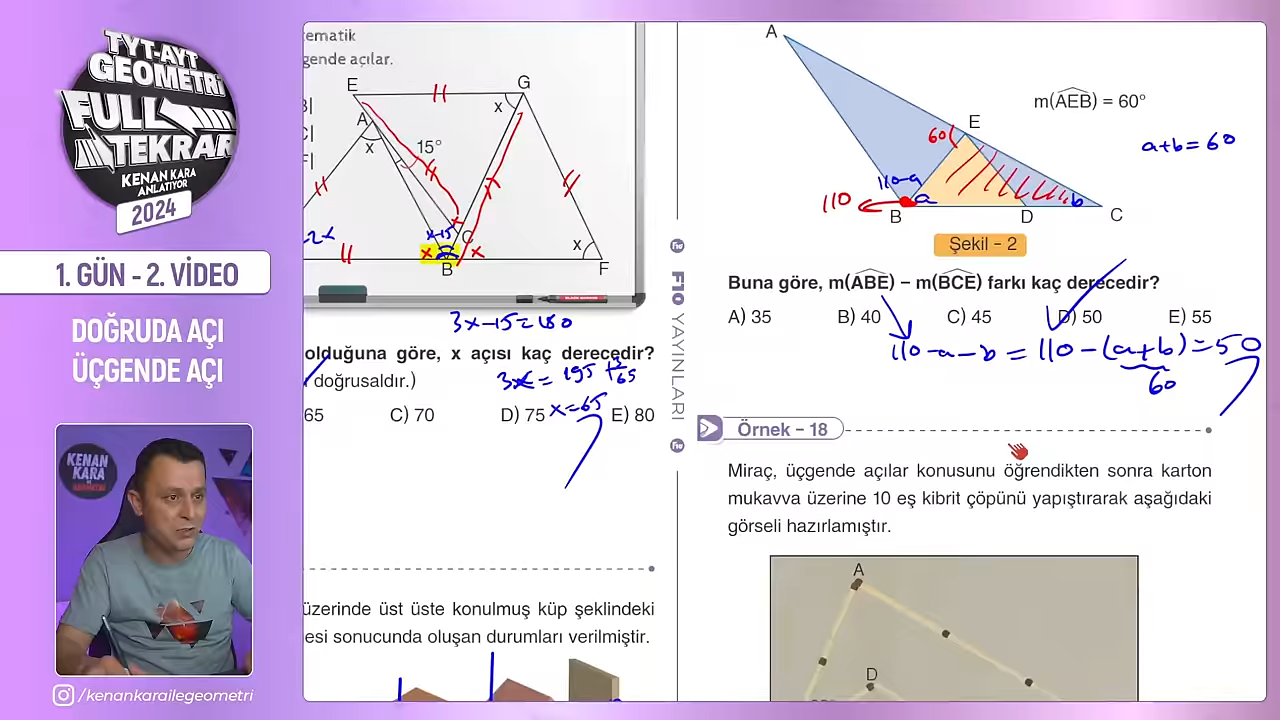 TYT-AYT
GEOMETRİ
FULL
TEKRAR
KENAN KARA
ANLATIYOR
2024
1. GÜN - 2. VİDEO
DOĞRUDA AÇI
ÜÇGENDE AÇI
KENAN
KARA
/kenankarailegeometri
tematik
gende açılar.
E
G
A
x
x
15°
x-15
C
x
x
B
x
F
3x-15=180
olduğuna göre, x açısı kaç derecedir?
doğrusaldır.)
3x = 195
65
x=65
65
C) 70
D) 75
E) 80
üzerinde üst üste konulmuş küp şeklindeki
esi sonucunda oluşan durumları verilmiştir.
F10 YAYINLARI
A
E
m(AEB) = 60°
60
a+b=60
110-a
110
a
b
B
D
C
Şekil – 2
Buna göre, m(ABE) – m(BCE) farkı kaç derecedir?
A) 35
B) 40
C) 45
D) 50
E) 55
110-a-b = 110-(a+b)=50
60
Örnek – 18
Miraç, üçgende açılar konusunu öğrendikten sonra karton
mukavva üzerine 10 eş kibrit çöpünü yapıştırarak aşağıdaki
görseli hazırlamıştır.
A
D